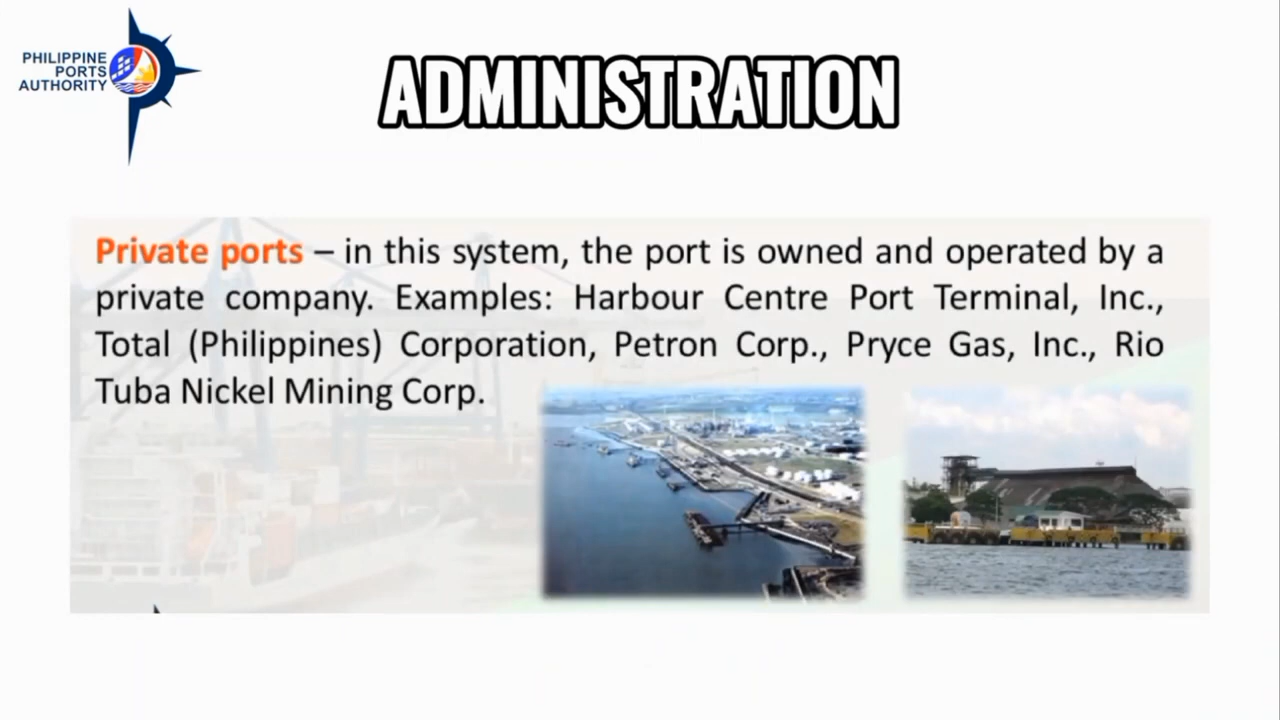 PHILIPPINE
PORTS
AUTHORITY
ADMINISTRATION
Private ports – in this system, the port is owned and operated by a
private company. Examples: Harbour Centre Port Terminal, Inc.,
Total (Philippines) Corporation, Petron Corp., Pryce Gas, Inc., Rio
Tuba Nickel Mining Corp.